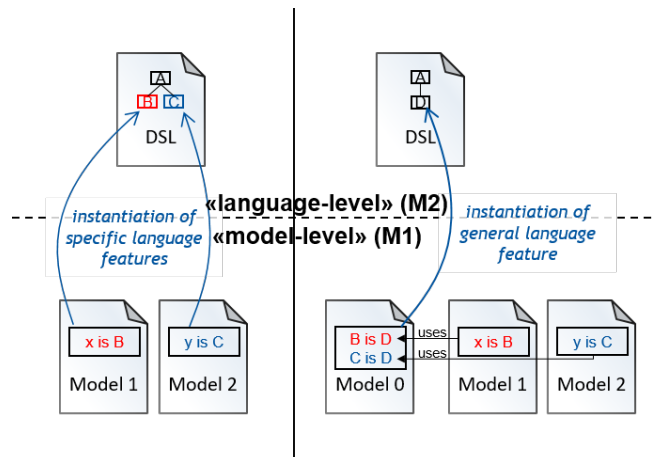 A
B C
DSL
A
D
DSL
«language-level» (M2)
«model-level» (M1)
instantiation of
specific language
features
instantiation of
general language
feature
x is B
Model 1
y is C
Model 2
B is D
C is D
Model 0
uses
uses
x is B
Model 1
y is C
Model 2